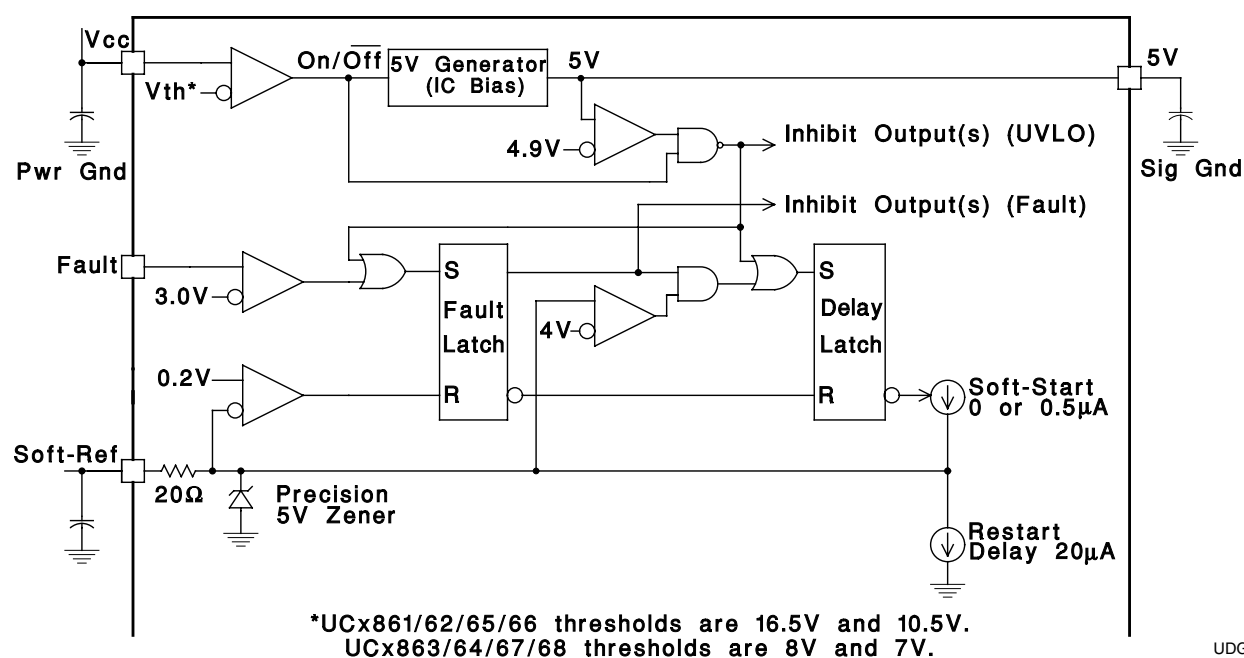 Vcc
On/Off
5V Generator
(IC Bias)
5V
5V
Vth*
4.9V
Inhibit Output(s) (UVLO)
Pwr Gnd
Sig Gnd
Inhibit Output(s) (Fault)
Fault
3.0V
S
Fault
Latch
R
4V
S
Delay
Latch
R
0.2V
Soft-Start
0 or 0.5µA
Soft-Ref
20Ω
Precision
5V Zener
Restart
Delay 20µA
*UCx861/62/65/66 thresholds are 16.5V and 10.5V.
UCx863/64/67/68 thresholds are 8V and 7V.
UDG